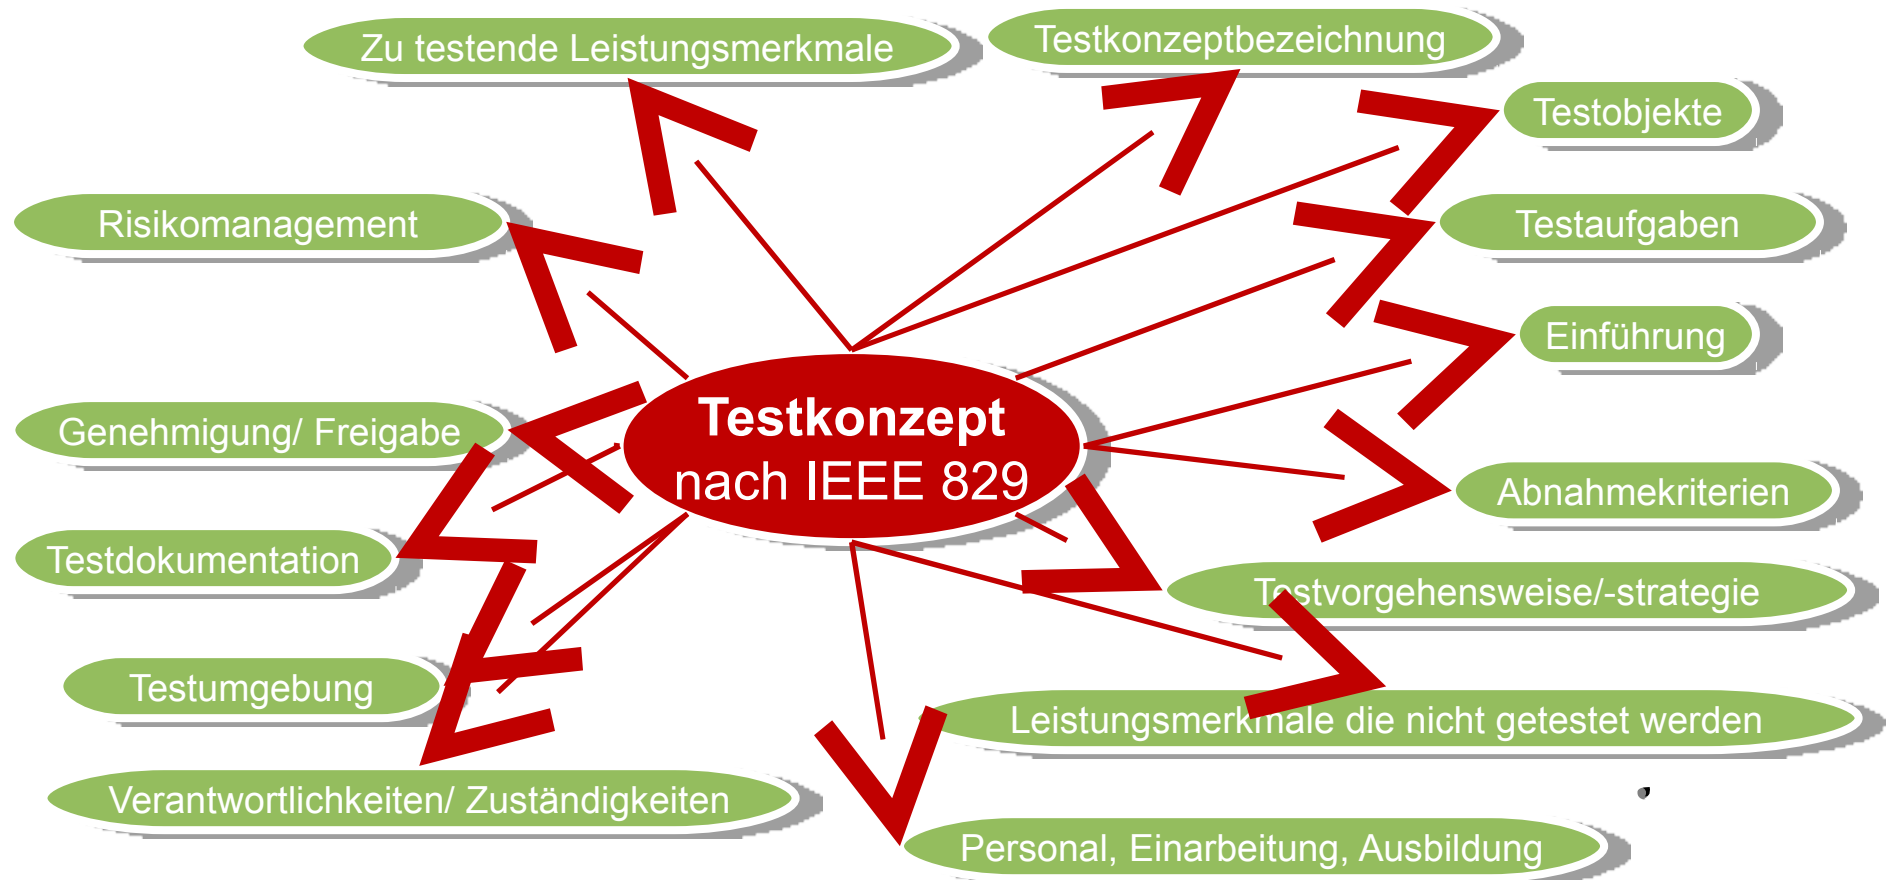 Zu testende Leistungsmerkmale
Testkonzeptbezeichnung
Testobjekte
Risikomanagement
Testaufgaben
Einführung
Testkonzept
nach IEEE 829
Genehmigung/ Freigabe
Abnahmekriterien
Testdokumentation
Testvorgehensweise/-strategie
Testumgebung
Leistungsmerkmale die nicht getestet werden
Verantwortlichkeiten/ Zuständigkeiten
Personal, Einarbeitung, Ausbildung